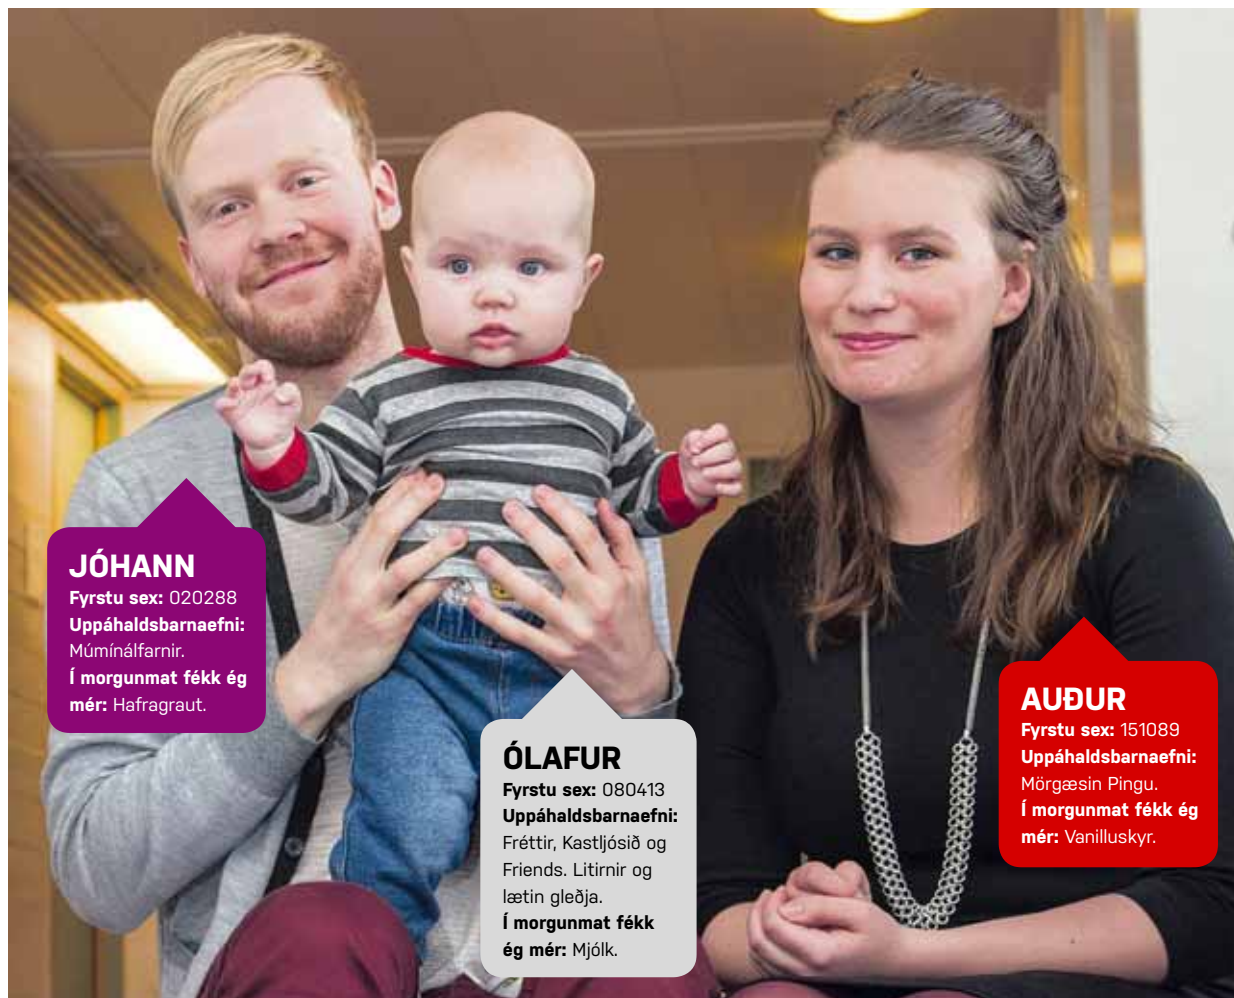 JÓHANN
Fyrstu sex: 020288
Uppáhaldsbarnaefni:
Múmínálfarnir.
Í morgunmat fékk ég
mér: Hafragraut.
ÓLAFUR
Fyrstu sex: 080413
Uppáhaldsbarnaefni:
Fréttir, Kastljósið og
Friends. Litirnir og
lætin gleðja.
Í morgunmat fékk
ég mér: Mjólk.
AUÐUR
Fyrstu sex: 151089
Uppáhaldsbarnaefni:
Mörgæsin Pingu.
Í morgunmat fékk ég
mér: Vanilluskyr.